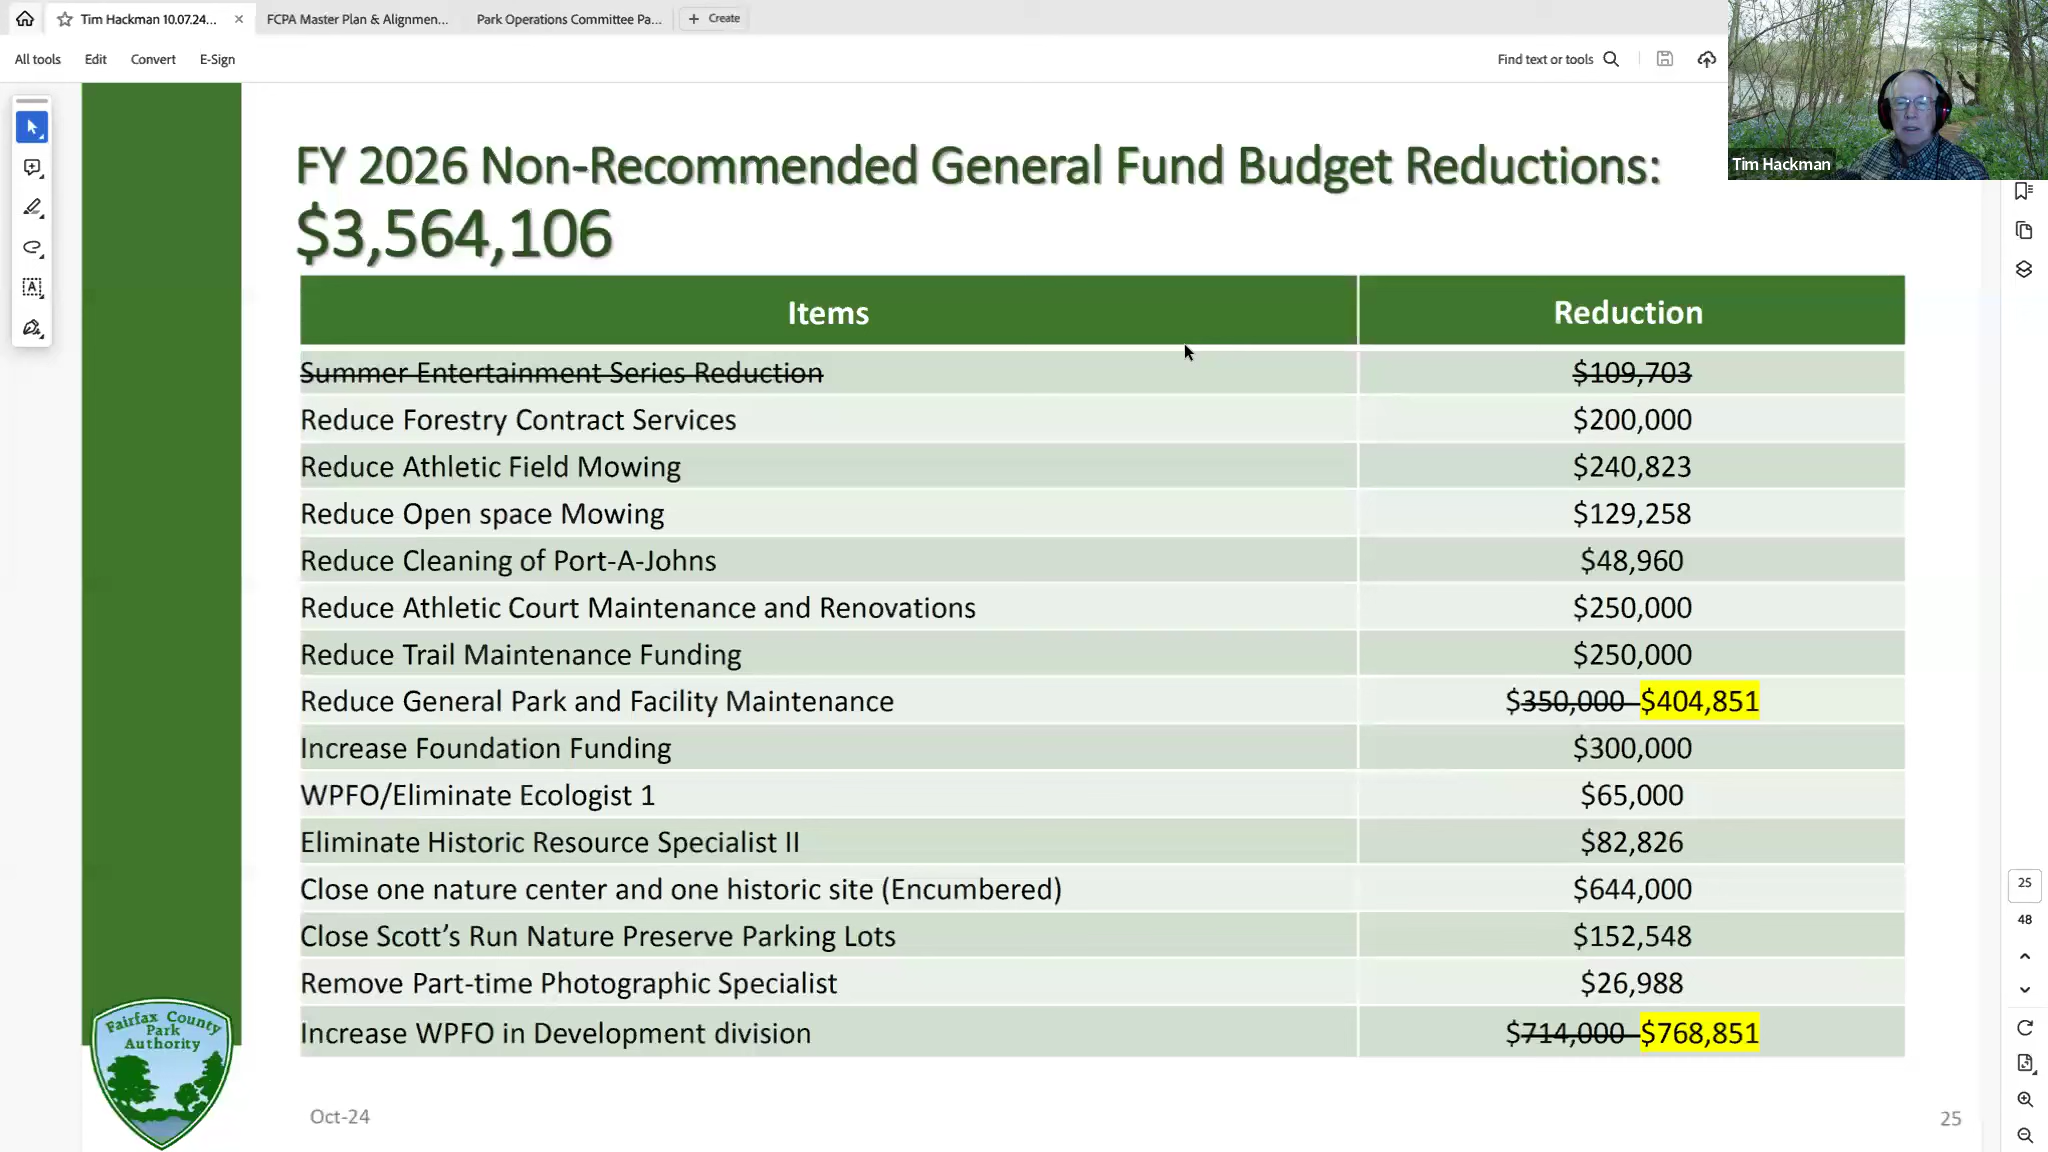 Tim Hackman 10.07.24...
FCPA Master Plan & Alignmen...
Park Operations Committee Pa...
Create
All tools
Edit
Convert
E-Sign
Find text or tools
Tim Hackman
FY 2026 Non-Recommended General Fund Budget Reductions:
$3,564,106
Items Reduction
Summer Entertainment Series Reduction $109,703
Reduce Forestry Contract Services $200,000
Reduce Athletic Field Mowing $240,823
Reduce Open space Mowing $129,258
Reduce Cleaning of Port-A-Johns $48,960
Reduce Athletic Court Maintenance and Renovations $250,000
Reduce Trail Maintenance Funding $250,000
Reduce General Park and Facility Maintenance $350,000 $404,851
Increase Foundation Funding $300,000
WPFO/Eliminate Ecologist 1 $65,000
Eliminate Historic Resource Specialist II $82,826
Close one nature center and one historic site (Encumbered) $644,000
Close Scott's Run Nature Preserve Parking Lots $152,548
Remove Part-time Photographic Specialist $26,988
Increase WPFO in Development division $714,000 $768,851
Fairfax County
Park
Authority
Oct-24
25
25
48